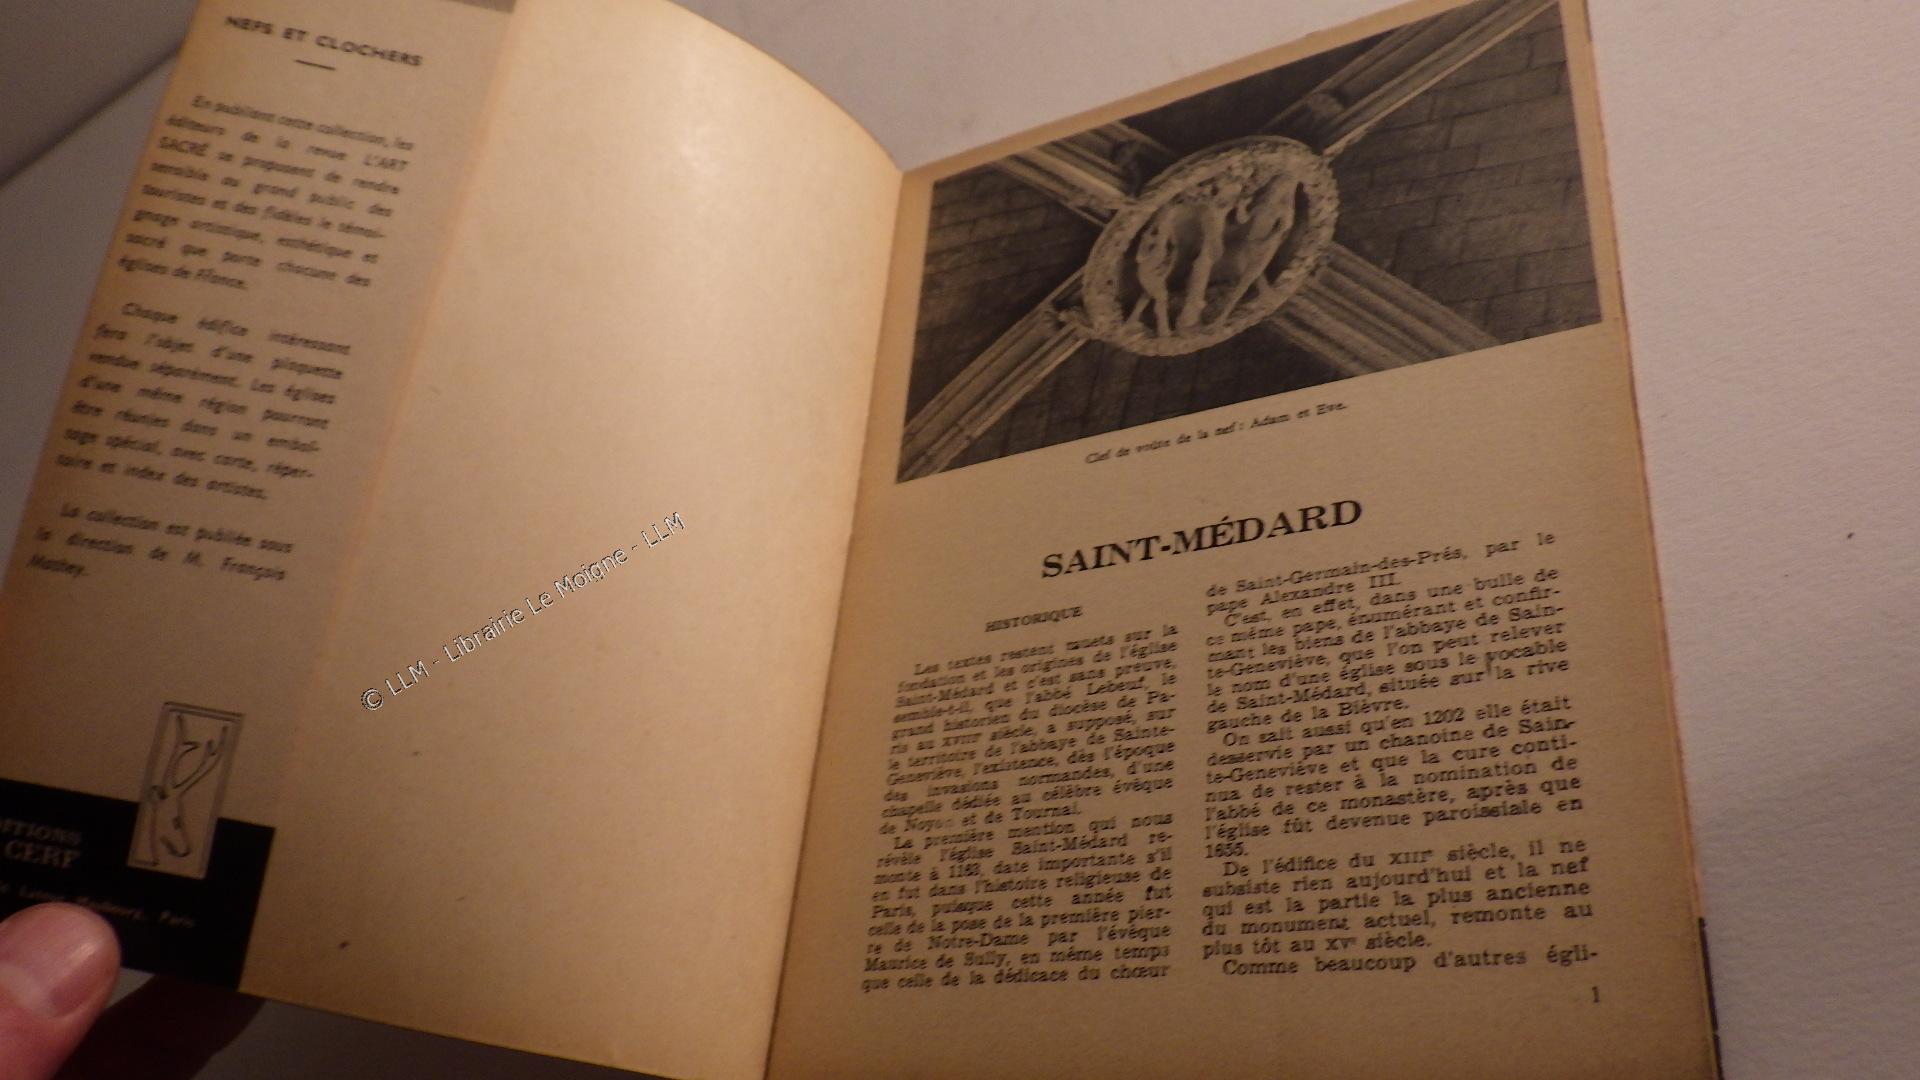 NEFS ET CLOCHERS
En publiant cette collection, les
éditeurs de la revue L'ART
SACRÉ se proposent de rendre
sensible au grand public des
touristes et des fidèles le témoi-
gnage artistique, esthétique et
sacré que porte chacune des
églises de France.
Chaque édifice intéressant
fera l'objet d'une plaquette
vendue séparément. Les églises
d'une même région pourront
être réunies dans un embal-
lage spécial, avec carte, réper-
toire et index des artistes.
La collection est publiée sous
la direction de M. François
Mathey.
CERF
Paris
© LLM - Librairie Le Moigne - LLM
Clef de voûte de la nef : Adam et Eve.
SAINT-MÉDARD
HISTORIQUE
Les textes restent muets sur la
fondation et les origines de l'église
Saint-Médard et c'est sans preuve,
semble-t-il, que l'abbé Lebeuf, le
grand historien du diocèse de Pa-
ris au XVIIIe siècle, a supposé, sur
le territoire de l'abbaye de Sainte-
Geneviève, l'existence, dès l'époque
des invasions normandes, d'une
chapelle dédiée au célèbre évêque
de Noyon et de Tournai.
La première mention qui nous
révèle l'église Saint-Médard re-
monte à 1163, date importante s'il
en fut dans l'histoire religieuse de
Paris, puisque cette année fut
celle de la pose de la première pier-
re de Notre-Dame par l'évêque
Maurice de Sully, en même temps
que celle de la dédicace du chœur
de Saint-Germain-des-Prés, par le
pape Alexandre III.
C'est, en effet, dans une bulle de
ce même pape, énumérant et confir-
mant les biens de l'abbaye de Sain-
te-Geneviève, que l'on peut relever
le nom d'une église sous le vocable
de Saint-Médard, située sur la rive
gauche de la Bièvre.
On sait aussi qu'en 1202 elle était
desservie par un chanoine de Sain-
te-Geneviève et que la cure conti-
nua de rester à la nomination de
l'abbé de ce monastère, après que
l'église fût devenue paroissiale en
1655.
De l'édifice du XIIIe siècle, il ne
subsiste rien aujourd'hui et la nef
qui est la partie la plus ancienne
du monument actuel, remonte au
plus tôt au XVe siècle.
Comme beaucoup d'autres égli-
1